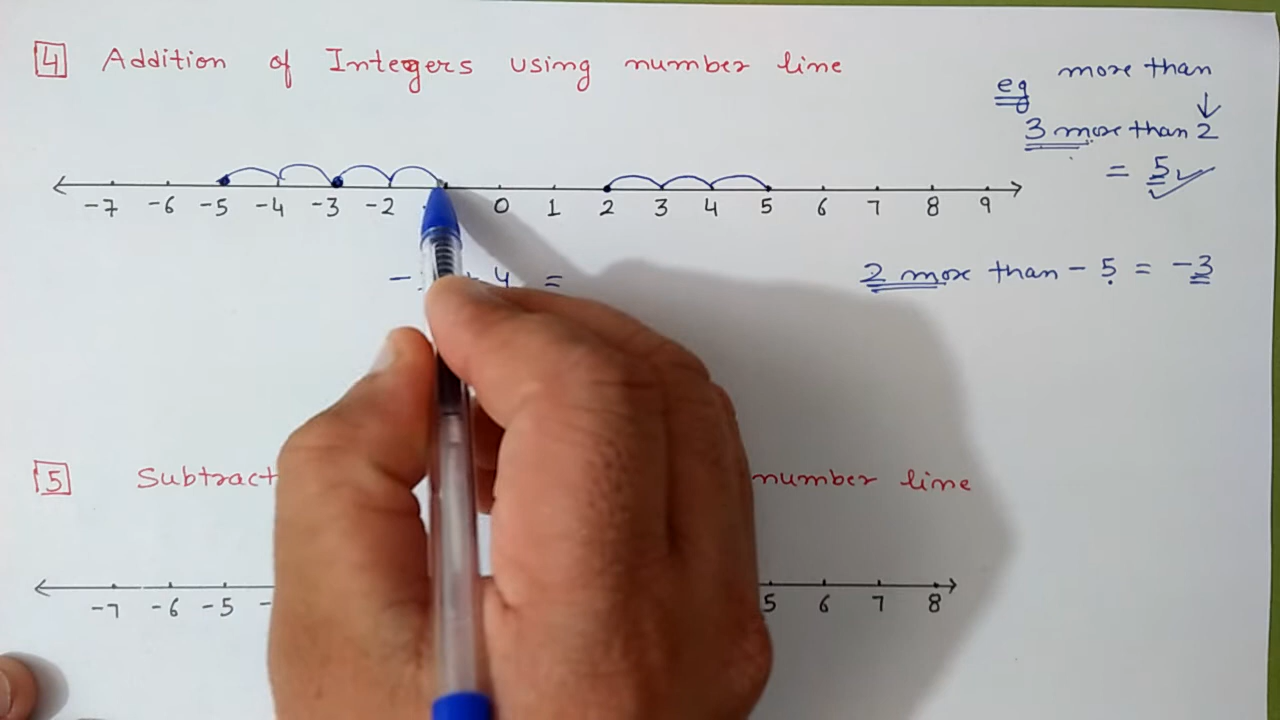 4 Addition of Integers using number line
eg more than
3 more than 2
= 5
-7 -6 -5 -4 -3 -2 0 1 2 3 4 5 6 7 8 9
- 4 =
2 more than - 5 = -3
5 Subtract number line
-7 -6 -5 - 5 6 7 8